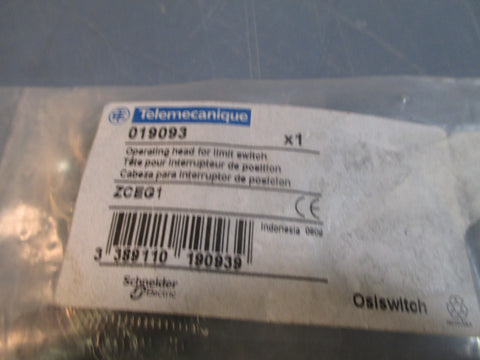 Telemecanique
019093 x1
Operating head for limit switch
Tête pour interrupteur de position
Cabeza para interruptor de posicion
ZCEG1
CE
Indonesia
3 389110 190939
Schneider
Electric
Osiswitch